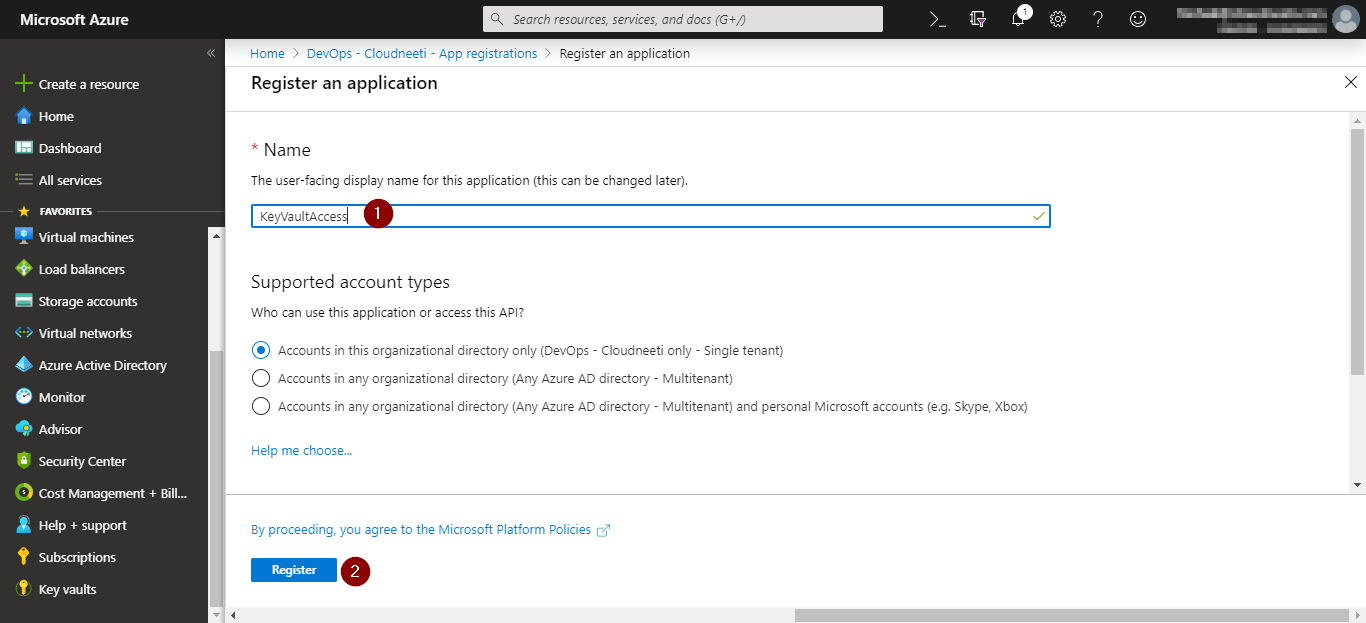 Microsoft Azure
Search resources, services, and docs (G+/)
1
Create a resource
Home
Dashboard
All services
FAVORITES
Virtual machines
Load balancers
Storage accounts
Virtual networks
Azure Active Directory
Monitor
Advisor
Security Center
Cost Management + Bill...
Help + support
Subscriptions
Key vaults
Home > DevOps - Cloudneeti - App registrations > Register an application
Register an application
* Name
The user-facing display name for this application (this can be changed later).
KeyVaultAccess 1
Supported account types
Who can use this application or access this API?
Accounts in this organizational directory only (DevOps - Cloudneeti only - Single tenant)
Accounts in any organizational directory (Any Azure AD directory - Multitenant)
Accounts in any organizational directory (Any Azure AD directory - Multitenant) and personal Microsoft accounts (e.g. Skype, Xbox)
Help me choose...
By proceeding, you agree to the Microsoft Platform Policies
Register 2